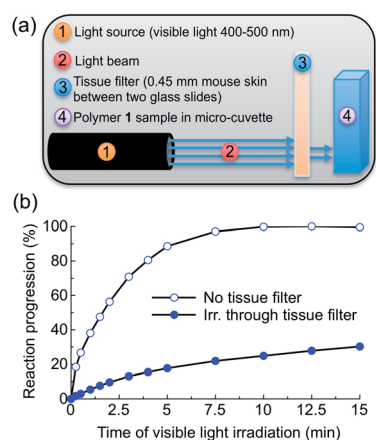 (a)
1 Light source (visible light 400-500 nm)
2 Light beam
3 Tissue filter (0.45 mm mouse skin
between two glass slides)
4 Polymer 1 sample in micro-cuvette
3
4
1
2
(b)
100
80
60
40
20
0
Reaction progression (%)
No tissue filter
Irr. through tissue filter
0 2.5 5 7.5 10 12.5 15
Time of visible light irradiation (min)